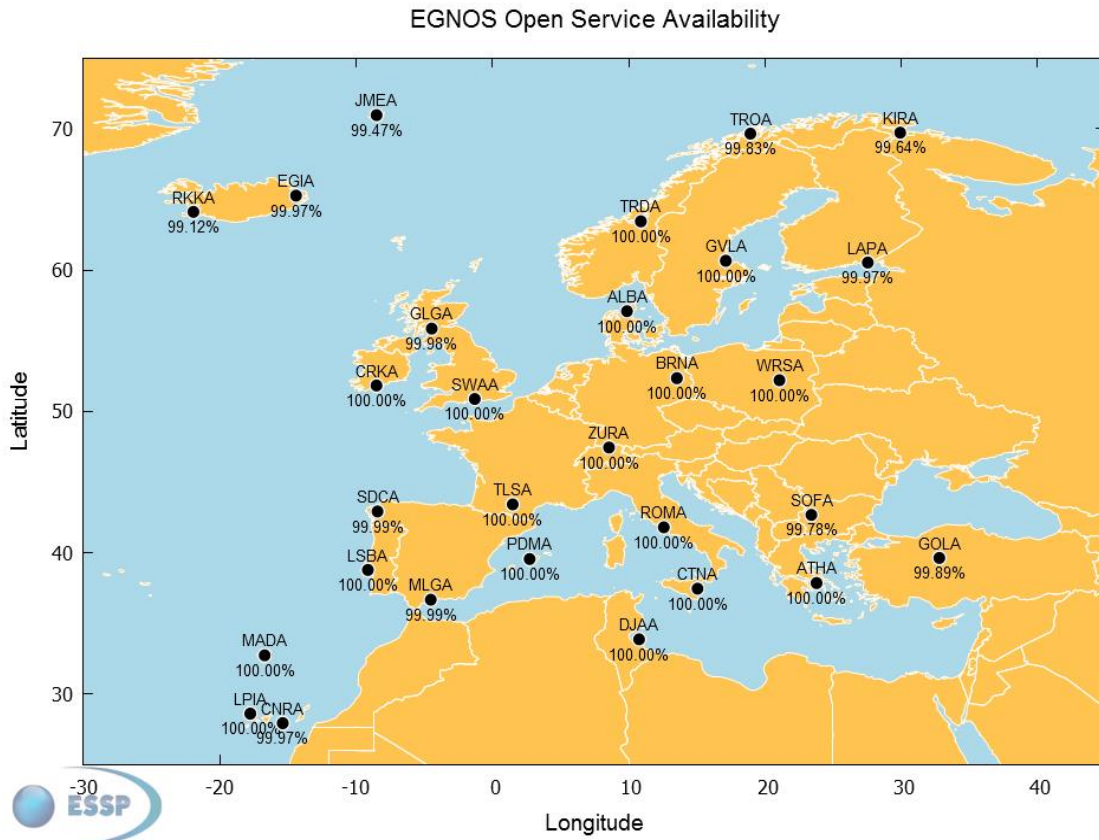 EGNOS Open Service Availability
JMEA
99.47%
TROA
99.83%
KIRA
99.64%
70
EGIA
99.97%
RKKA
99.12%
TRDA
100.00%
GVLA
100.00%
LAPA
99.97%
60
ALBA
100.00%
GLGA
99.98%
CRKA
100.00%
SWAA
100.00%
BRNA
100.00%
WRSA
100.00%
50
Latitude
ZURA
100.00%
SDCA
99.99%
TLSA
100.00%
ROMA
100.00%
SOFA
99.78%
40
LSBA
100.00%
PDMA
100.00%
GOLA
99.89%
MLGA
99.99%
CTNA
100.00%
ATHA
100.00%
DJAA
100.00%
MADA
100.00%
30
LPIA
100.00%
CNRA
99.97%
-30 -20 -10 0 10 20 30 40
ESSP
Longitude